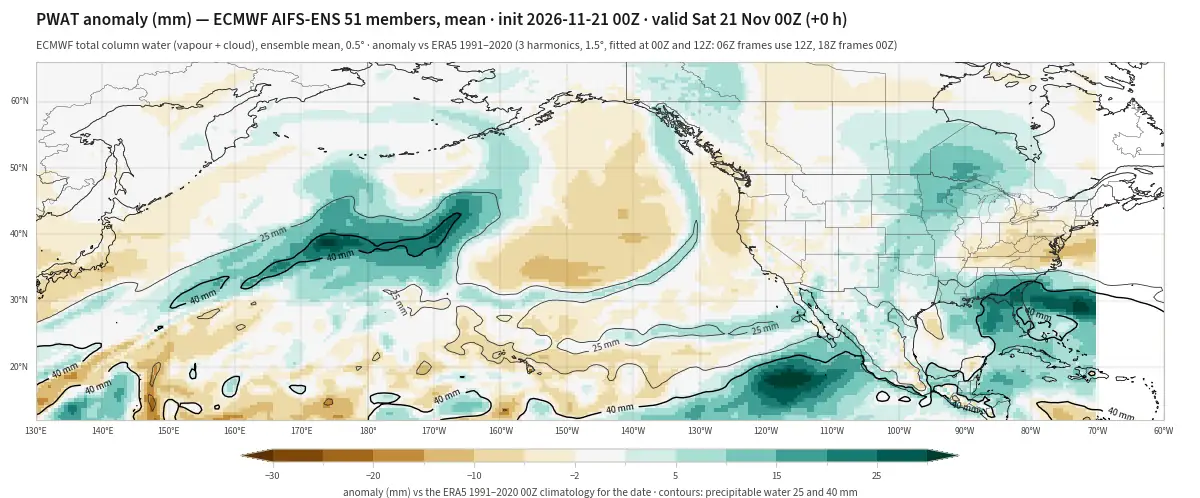 PWAT anomaly (mm) — ECMWF AIFS-ENS 51 members, mean · init 2026-11-21 00Z · valid Sat 21 Nov 00Z (+0 h)
ECMWF total column water (vapour + cloud), ensemble mean, 0.5° · anomaly vs ERA5 1991–2020 (3 harmonics, 1.5°, fitted at 00Z and 12Z: 06Z frames use 12Z, 18Z frames 00Z)
60°N
50°N
25 mm
40°N
40 mm
30°N
40 mm
25 mm
40 mm
25 mm
25 mm
20°N
40 mm
40 mm
40 mm
40 mm
40 mm
40 mm
130°E 140°E 150°E 160°E 170°E 180° 170°W 160°W 150°W 140°W 130°W 120°W 110°W 100°W 90°W 80°W 70°W 60°W
−30 −20 −10 −2 5 15 25
anomaly (mm) vs the ERA5 1991–2020 00Z climatology for the date · contours: precipitable water 25 and 40 mm